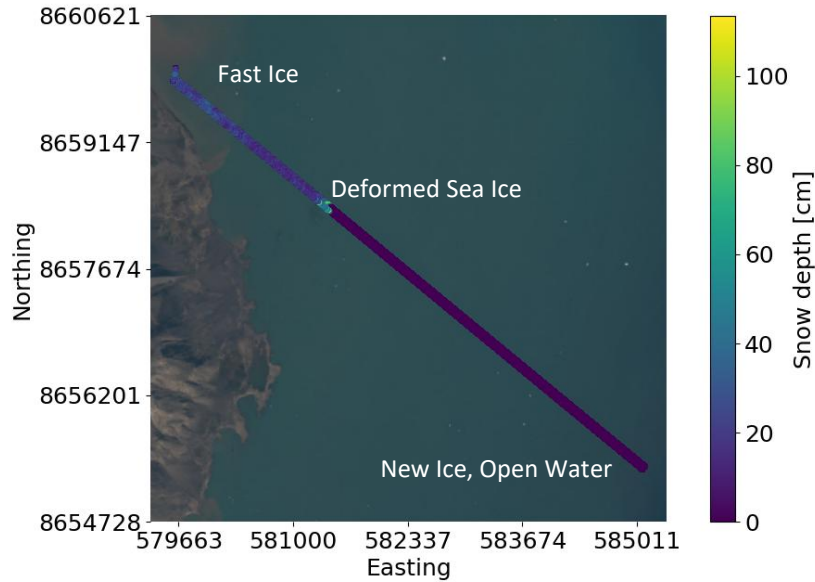 8660621
8659147
8657674
8656201
8654728
Northing
Fast Ice
Deformed Sea Ice
New Ice, Open Water
579663 581000 582337 583674 585011
Easting
100
80
60
40
20
0
Snow depth [cm]